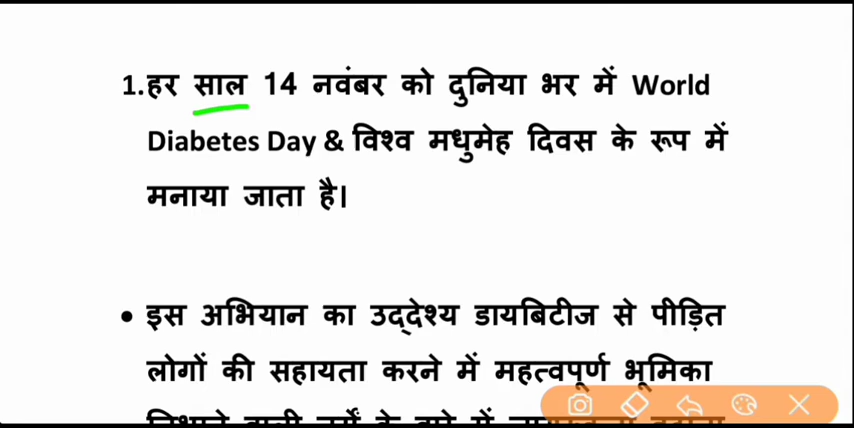 1.हर साल 14 नवंबर को दुनिया भर में World
Diabetes Day & विश्व मधुमेह दिवस के रूप में
मनाया जाता है।
• इस अभियान का उद्देश्य डायबिटीज से पीड़ित
लोगों की सहायता करने में महत्वपूर्ण भूमिका